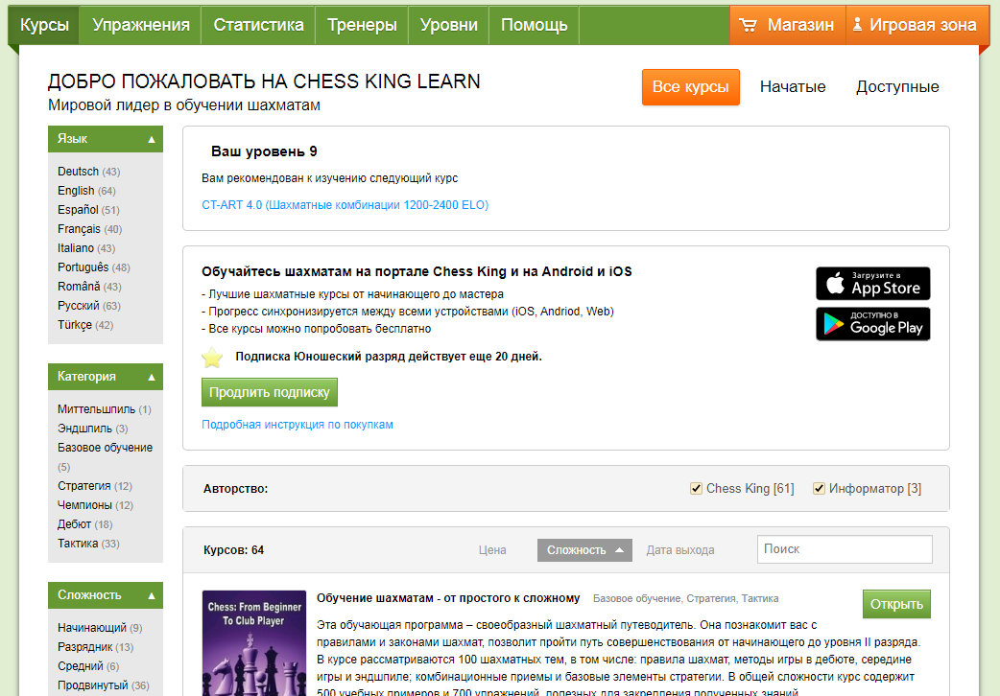 Курсы Упражнения Статистика Тренеры Уровни Помощь Магазин Игровая зона
ДОБРО ПОЖАЛОВАТЬ НА CHESS KING LEARN
Мировой лидер в обучении шахматам
Все курсы Начатые Доступные
Язык ▲
Deutsch (43)
English (64)
Español (51)
Français (40)
Italiano (43)
Português (48)
Română (43)
Русский (63)
Türkçe (42)
Категория ▲
Миттельшпиль (1)
Эндшпиль (3)
Базовое обучение
(5)
Стратегия (12)
Чемпионы (12)
Дебют (18)
Тактика (33)
Сложность ▲
Начинающий (9)
Разрядник (13)
Средний (6)
Продвинутый (36)
Ваш уровень 9
Вам рекомендован к изучению следующий курс
CT-ART 4.0 (Шахматные комбинации 1200-2400 ELO)
Обучайтесь шахматам на портале Chess King и на Android и iOS
- Лучшие шахматные курсы от начинающего до мастера
- Прогресс синхронизируется между всеми устройствами (iOS, Andriod, Web)
- Все курсы можно попробовать бесплатно
Подписка Юношеский разряд действует еще 20 дней.
Продлить подписку
Подробная инструкция по покупкам
Загрузите в
App Store
ДОСТУПНО В
Google Play
Авторство: Chess King [61] Информатор [3]
Курсов: 64 Цена Сложность ▲ Дата выхода Поиск
Chess: From Beginner
To Club Player
Обучение шахматам - от простого к сложному Базовое обучение, Стратегия, Тактика
Открыть
Эта обучающая программа – своеобразный шахматный путеводитель. Она познакомит вас с
правилами и законами шахмат, позволит пройти путь совершенствования от начинающего до уровня II разряда.
В курсе рассматриваются 100 шахматных тем, в том числе: правила шахмат, методы игры в дебюте, середине
игры и эндшпиле; комбинационные приемы и базовые элементы стратегии. В общей сложности курс содержит
500 учебных примеров и 700 упражнений, полезных для закрепления полученных знаний.